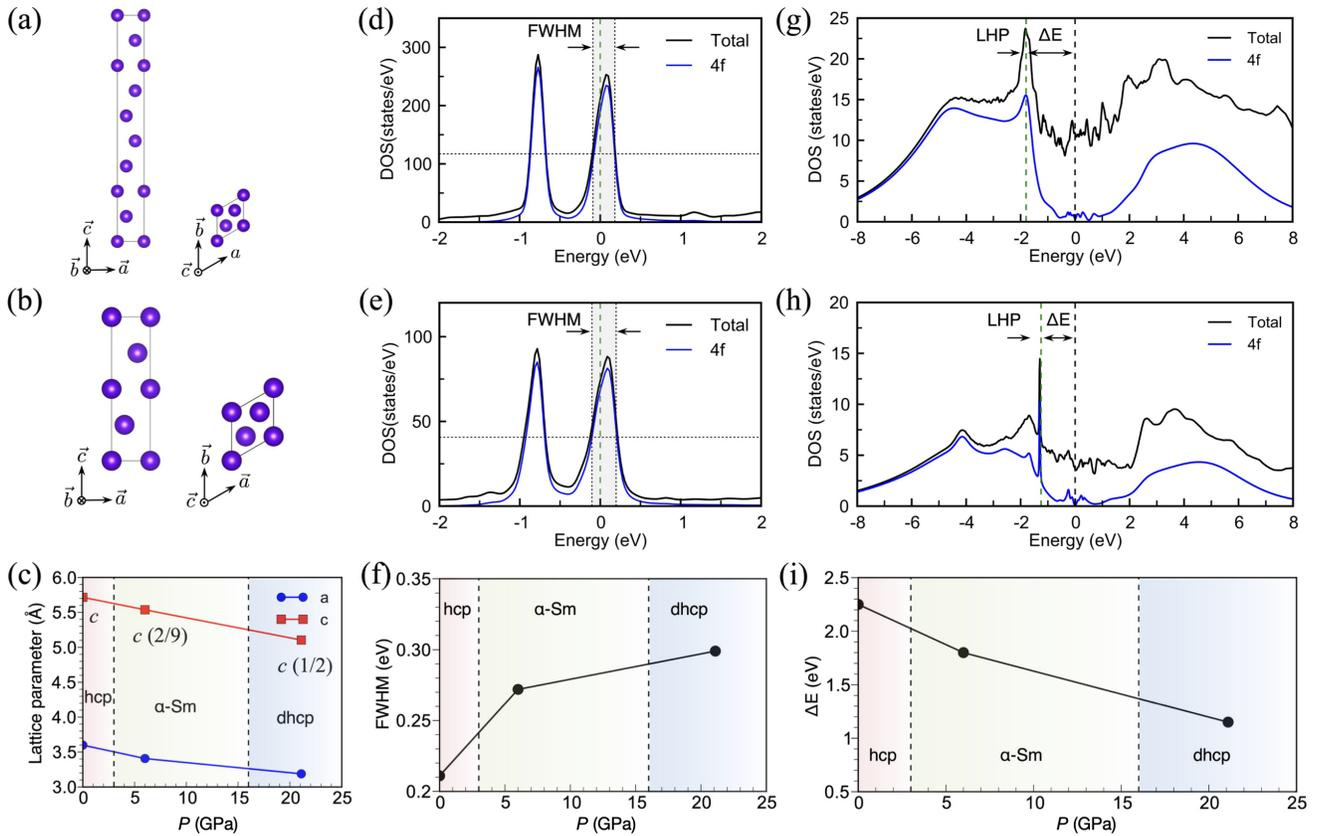 (a)
c⃗
b⃗
a⃗
b⃗
a
c⃗
(b)
c⃗
b⃗
a⃗
b⃗
a⃗
c⃗
(c)
6.0
5.5
5.0
4.5
4.0
3.5
3.0
Lattice parameter (Å)
a
c
c
c (2/9)
c (1/2)
hcp
α-Sm
dhcp
0 5 10 15 20 25
P (GPa)
(d)
FWHM
Total
4f
300
200
100
0
DOS(states/eV)
-2 -1 0 1 2
Energy (eV)
(e)
FWHM
Total
4f
100
50
0
DOS(states/eV)
-2 -1 0 1 2
Energy (eV)
(f)
0.35
0.30
0.25
0.2
FWHM (eV)
hcp
α-Sm
dhcp
0 5 10 15 20 25
P (GPa)
(g)
LHP ΔE
Total
4f
25
20
15
10
5
0
DOS (states/eV)
-8 -6 -4 -2 0 2 4 6 8
Energy (eV)
(h)
LHP ΔE
Total
4f
20
15
10
5
0
DOS (states/eV)
-8 -6 -4 -2 0 2 4 6 8
Energy (eV)
(i)
2.5
2.0
1.5
1
0.5
ΔE (eV)
hcp
α-Sm
dhcp
0 5 10 15 20 25
P (GPa)